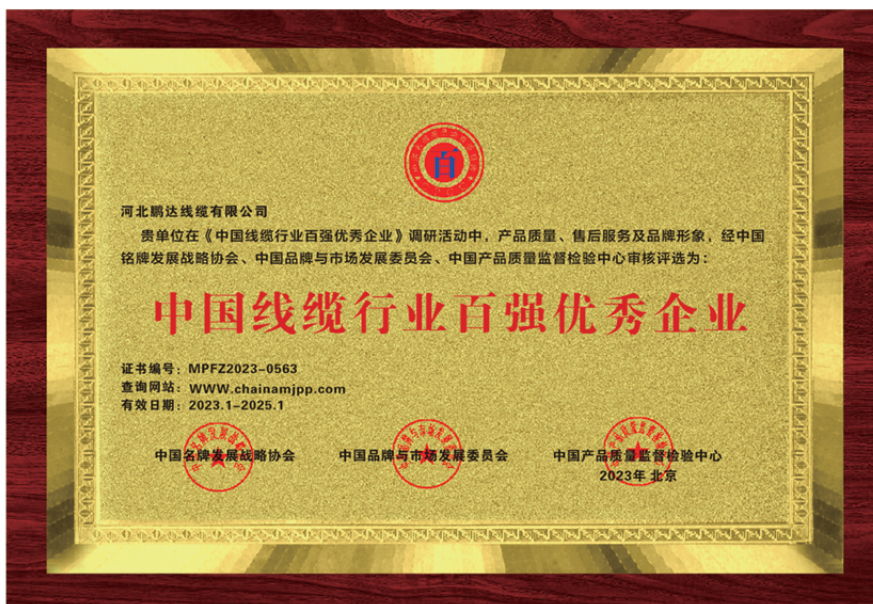 百
河北鹏达线缆有限公司
贵单位在《中国线缆行业百强优秀企业》调研活动中，产品质量、售后服务及品牌形象，经中国
铭牌发展战略协会、中国品牌与市场发展委员会、中国产品质量监督检验中心审核评选为：
中国线缆行业百强优秀企业
证书编号：MPFZ2023-0563
查询网站：WWW.chainamjpp.com
有效日期：2023.1-2025.1
中国名牌发展战略协会 中国品牌与市场发展委员会 中国产品质量监督检验中心
2023年 北京